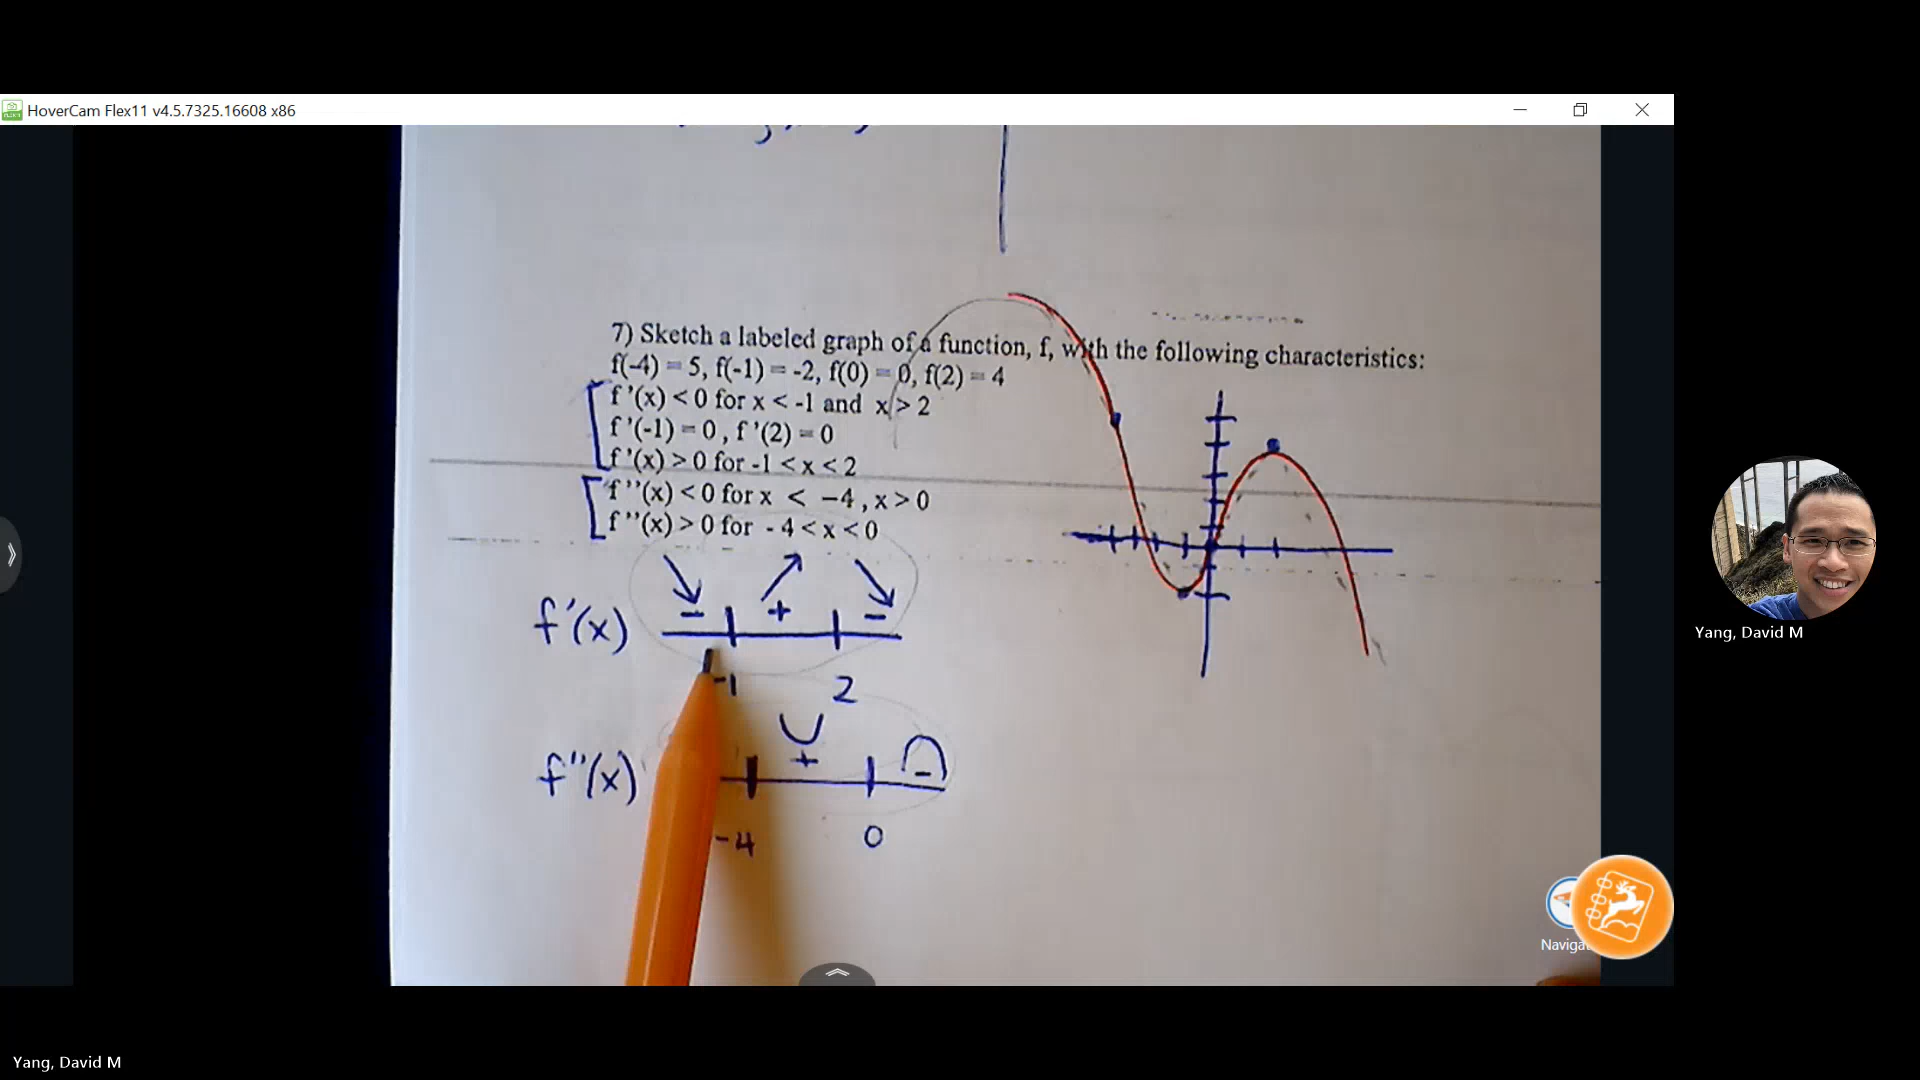 HoverCam Flex11 v4.5.7325.16608 x86
7) Sketch a labeled graph of a function, f, with the following characteristics:
f(-4) = 5, f(-1) = -2, f(0) = 0, f(2) = 4
f '(x) < 0 for x < -1 and x > 2
f '(-1) = 0 , f '(2) = 0
f '(x) > 0 for -1 < x < 2
f ''(x) < 0 for x < −4 , x > 0
f ''(x) > 0 for - 4 < x < 0
f'(x) − + −
-1 2
f''(x) + −
-4 0
Yang, David M
Yang, David M